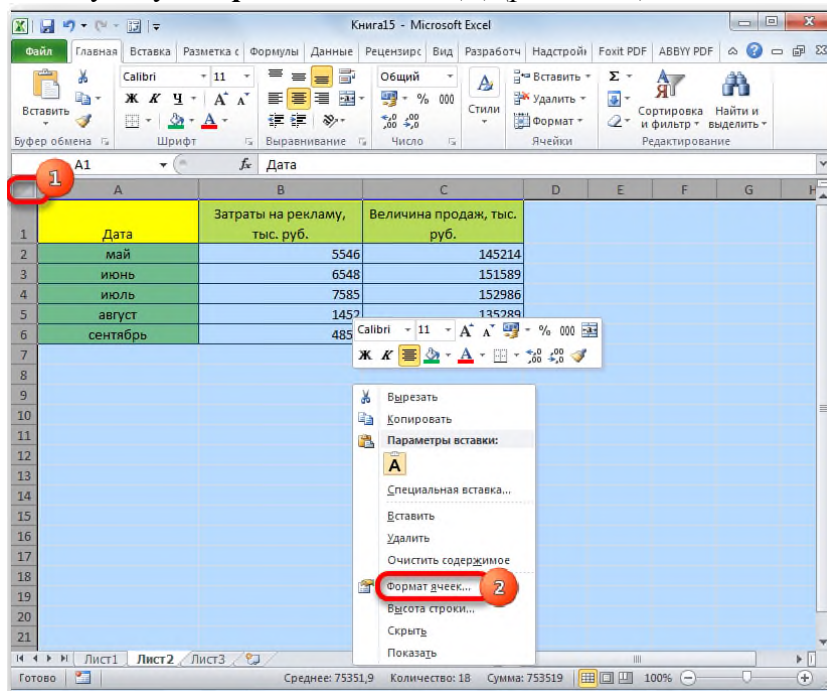 Книга15 - Microsoft Excel
Файл Главная Вставка Разметка с Формулы Данные Рецензирс Вид Разработч Надстройн Foxit PDF ABBYY PDF
Вставить
Буфер обмена
Calibri 11
Ж К Ч
Шрифт
Выравнивание
Общий
% 000
Число
Стили
Вставить
Удалить
Формат
Ячейки
Σ
Сортировка и фильтр
Найти и выделить
Редактирование
A1 fx Дата
1
A B C D E F G H
1 Дата Затраты на рекламу, тыс. руб. Величина продаж, тыс. руб.
2 май 5546 145214
3 июнь 6548 151589
4 июль 7585 152986
5 август 1452 135289
6 сентябрь 485
7
8
9
10
11
12
13
14
15
16
17
18
19
20
21
Calibri 11 A A % 000
Ж К A
Вырезать
Копировать
Параметры вставки:
A
Специальная вставка...
Вставить
Удалить
Очистить содержимое
Формат ячеек... 2
Высота строки...
Скрыть
Показать
Лист1 Лист2 Лист3
Готово Среднее: 75351,9 Количество: 18 Сумма: 753519 100%